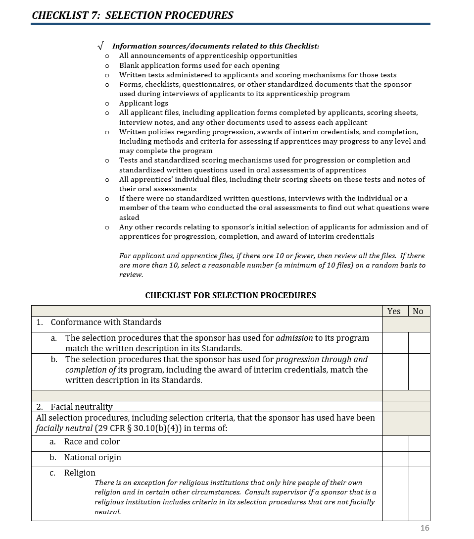 CHECKLIST 7: SELECTION PROCEDURES
√ Information sources/documents related to this Checklist:
o All announcements of apprenticeship opportunities
o Blank application forms used for each opening
o Written tests administered to applicants and scoring mechanisms for those tests
o Forms, checklists, questionnaires, or other standardized documents that the sponsor
used during interviews of applicants to its apprenticeship program
o Applicant logs
o All applicant files, including application forms completed by applicants, scoring sheets,
interview notes, and any other documents used to assess each applicant
o Written policies regarding progression, awards of interim credentials, and completion,
including methods and criteria for assessing if apprentices may progress to any level and
may complete the program
o Tests and standardized scoring mechanisms used for progression or completion and
standardized written questions used in oral assessments of apprentices
o All apprentices' individual files, including their scoring sheets on these tests and notes of
their oral assessments
o If there were no standardized written questions, interviews with the individual or a
member of the team who conducted the oral assessments to find out what questions were
asked
o Any other records relating to sponsor's initial selection of applicants for admission and of
apprentices for progression, completion, and award of interim credentials
For applicant and apprentice files, if there are 10 or fewer, then review all the files. If there
are more than 10, select a reasonable number (a minimum of 10 files) on a random basis to
review.
CHECKLIST FOR SELECTION PROCEDURES
Yes No
1. Conformance with Standards
a. The selection procedures that the sponsor has used for admission to its program
match the written description in its Standards.
b. The selection procedures that the sponsor has used for progression through and
completion of its program, including the award of interim credentials, match the
written description in its Standards.
2. Facial neutrality
All selection procedures, including selection criteria, that the sponsor has used have been
facially neutral (29 CFR § 30.10(b)(4)) in terms of:
a. Race and color
b. National origin
c. Religion
There is an exception for religious institutions that only hire people of their own
religion and in certain other circumstances. Consult supervisor if a sponsor that is a
religious institution includes criteria in its selection procedures that are not facially
neutral.
16